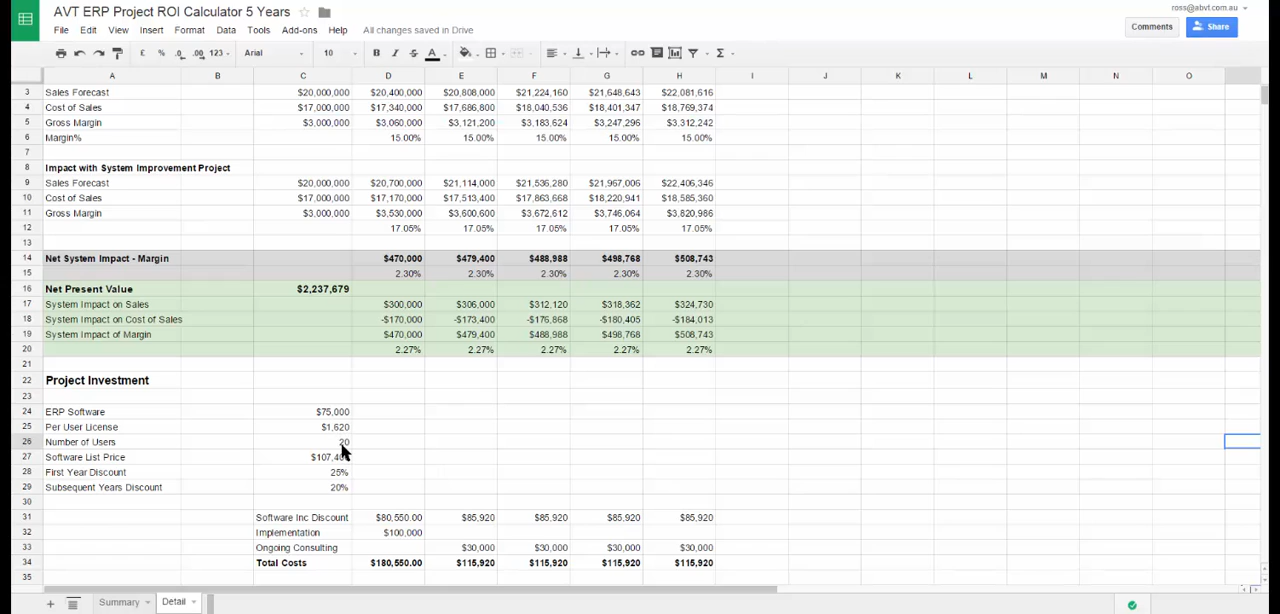 AVT ERP Project ROI Calculator 5 Years
ross@abvt.com.au
File Edit View Insert Format Data Tools Add-ons Help All changes saved in Drive
Comments Share
£ % .0 .00 123 Arial 10 B I S A Σ
A B C D E F G H I J K L M N O
3 Sales Forecast $20,000,000 $20,400,000 $20,808,000 $21,224,160 $21,648,643 $22,081,616
4 Cost of Sales $17,000,000 $17,340,000 $17,686,800 $18,040,536 $18,401,347 $18,769,374
5 Gross Margin $3,000,000 $3,060,000 $3,121,200 $3,183,624 $3,247,296 $3,312,242
6 Margin% 15.00% 15.00% 15.00% 15.00% 15.00%
7
8 Impact with System Improvement Project
9 Sales Forecast $20,000,000 $20,700,000 $21,114,000 $21,536,280 $21,967,006 $22,406,346
10 Cost of Sales $17,000,000 $17,170,000 $17,513,400 $17,863,668 $18,220,941 $18,585,360
11 Gross Margin $3,000,000 $3,530,000 $3,600,600 $3,672,612 $3,746,064 $3,820,986
12 17.05% 17.05% 17.05% 17.05% 17.05%
13
14 Net System Impact - Margin $470,000 $479,400 $488,988 $498,768 $508,743
15 2.30% 2.30% 2.30% 2.30% 2.30%
16 Net Present Value $2,237,679
17 System Impact on Sales $300,000 $306,000 $312,120 $318,362 $324,730
18 System Impact on Cost of Sales -$170,000 -$173,400 -$176,868 -$180,405 -$184,013
19 System Impact of Margin $470,000 $479,400 $488,988 $498,768 $508,743
20 2.27% 2.27% 2.27% 2.27% 2.27%
21
22 Project Investment
23
24 ERP Software $75,000
25 Per User License $1,620
26 Number of Users 20
27 Software List Price $107,4
28 First Year Discount 25%
29 Subsequent Years Discount 20%
30
31 Software Inc Discount $80,550.00 $85,920 $85,920 $85,920 $85,920
32 Implementation $100,000
33 Ongoing Consulting $30,000 $30,000 $30,000 $30,000
34 Total Costs $180,550.00 $115,920 $115,920 $115,920 $115,920
35
+ Summary Detail